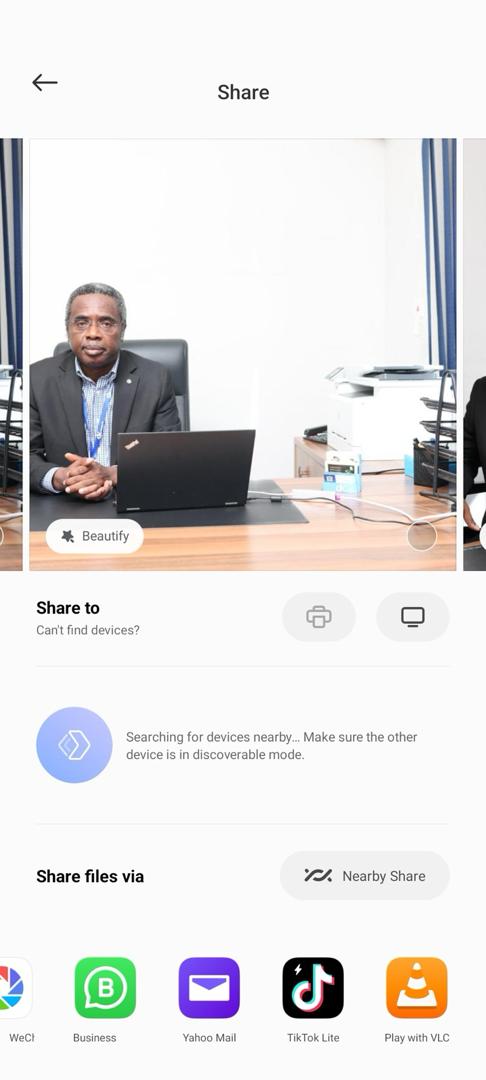 Share
Beautify
Share to
Can't find devices?
Searching for devices nearby... Make sure the other
device is in discoverable mode.
Share files via
Nearby Share
WeCh
Business
Yahoo Mail
TikTok Lite
Play with VLC